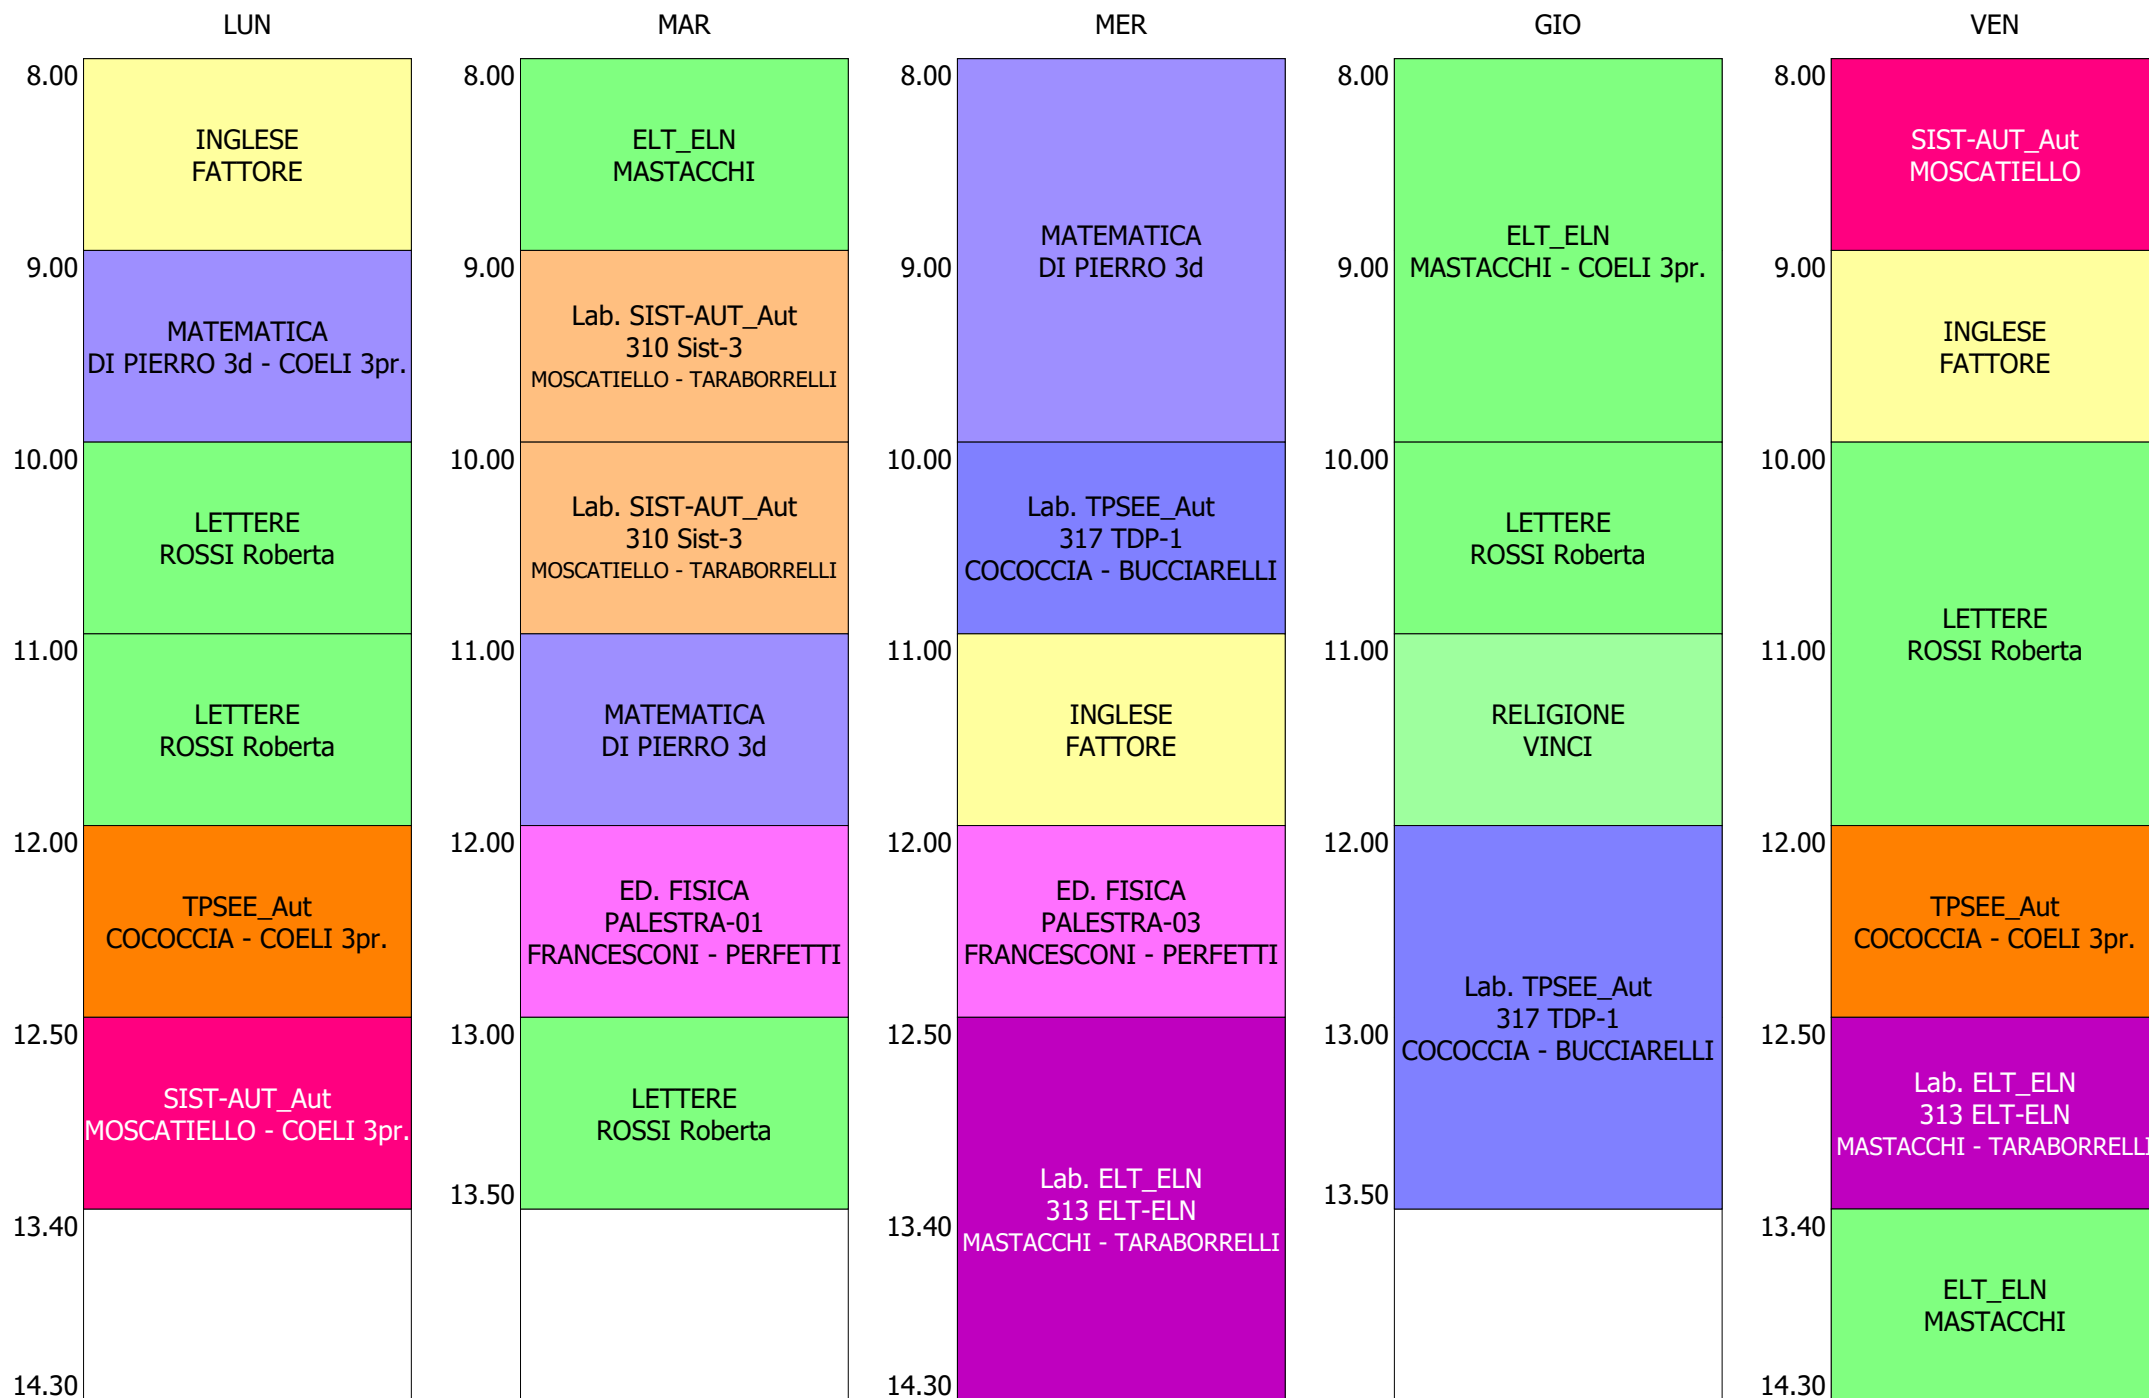 LUN
8.00
INGLESE
FATTORE
9.00
MATEMATICA
DI PIERRO 3d - COELI 3pr.
10.00
LETTERE
ROSSI Roberta
11.00
LETTERE
ROSSI Roberta
12.00
TPSEE_Aut
COCOCCIA - COELI 3pr.
12.50
SIST-AUT_Aut
MOSCATIELLO - COELI 3pr.
13.40
14.30
MAR
8.00
ELT_ELN
MASTACCHI
9.00
Lab. SIST-AUT_Aut
310 Sist-3
MOSCATIELLO - TARABORRELLI
10.00
Lab. SIST-AUT_Aut
310 Sist-3
MOSCATIELLO - TARABORRELLI
11.00
MATEMATICA
DI PIERRO 3d
12.00
ED. FISICA
PALESTRA-01
FRANCESCONI - PERFETTI
13.00
LETTERE
ROSSI Roberta
13.50
MER
8.00
MATEMATICA
DI PIERRO 3d
9.00
10.00
Lab. TPSEE_Aut
317 TDP-1
COCOCCIA - BUCCIARELLI
11.00
INGLESE
FATTORE
12.00
ED. FISICA
PALESTRA-03
FRANCESCONI - PERFETTI
12.50
Lab. ELT_ELN
313 ELT-ELN
MASTACCHI - TARABORRELLI
13.40
14.30
GIO
8.00
ELT_ELN
MASTACCHI - COELI 3pr.
9.00
10.00
LETTERE
ROSSI Roberta
11.00
RELIGIONE
VINCI
12.00
Lab. TPSEE_Aut
317 TDP-1
COCOCCIA - BUCCIARELLI
13.00
13.50
VEN
8.00
SIST-AUT_Aut
MOSCATIELLO
9.00
INGLESE
FATTORE
10.00
LETTERE
ROSSI Roberta
11.00
12.00
TPSEE_Aut
COCOCCIA - COELI 3pr.
12.50
Lab. ELT_ELN
313 ELT-ELN
MASTACCHI - TARABORRELLI
13.40
ELT_ELN
MASTACCHI
14.30